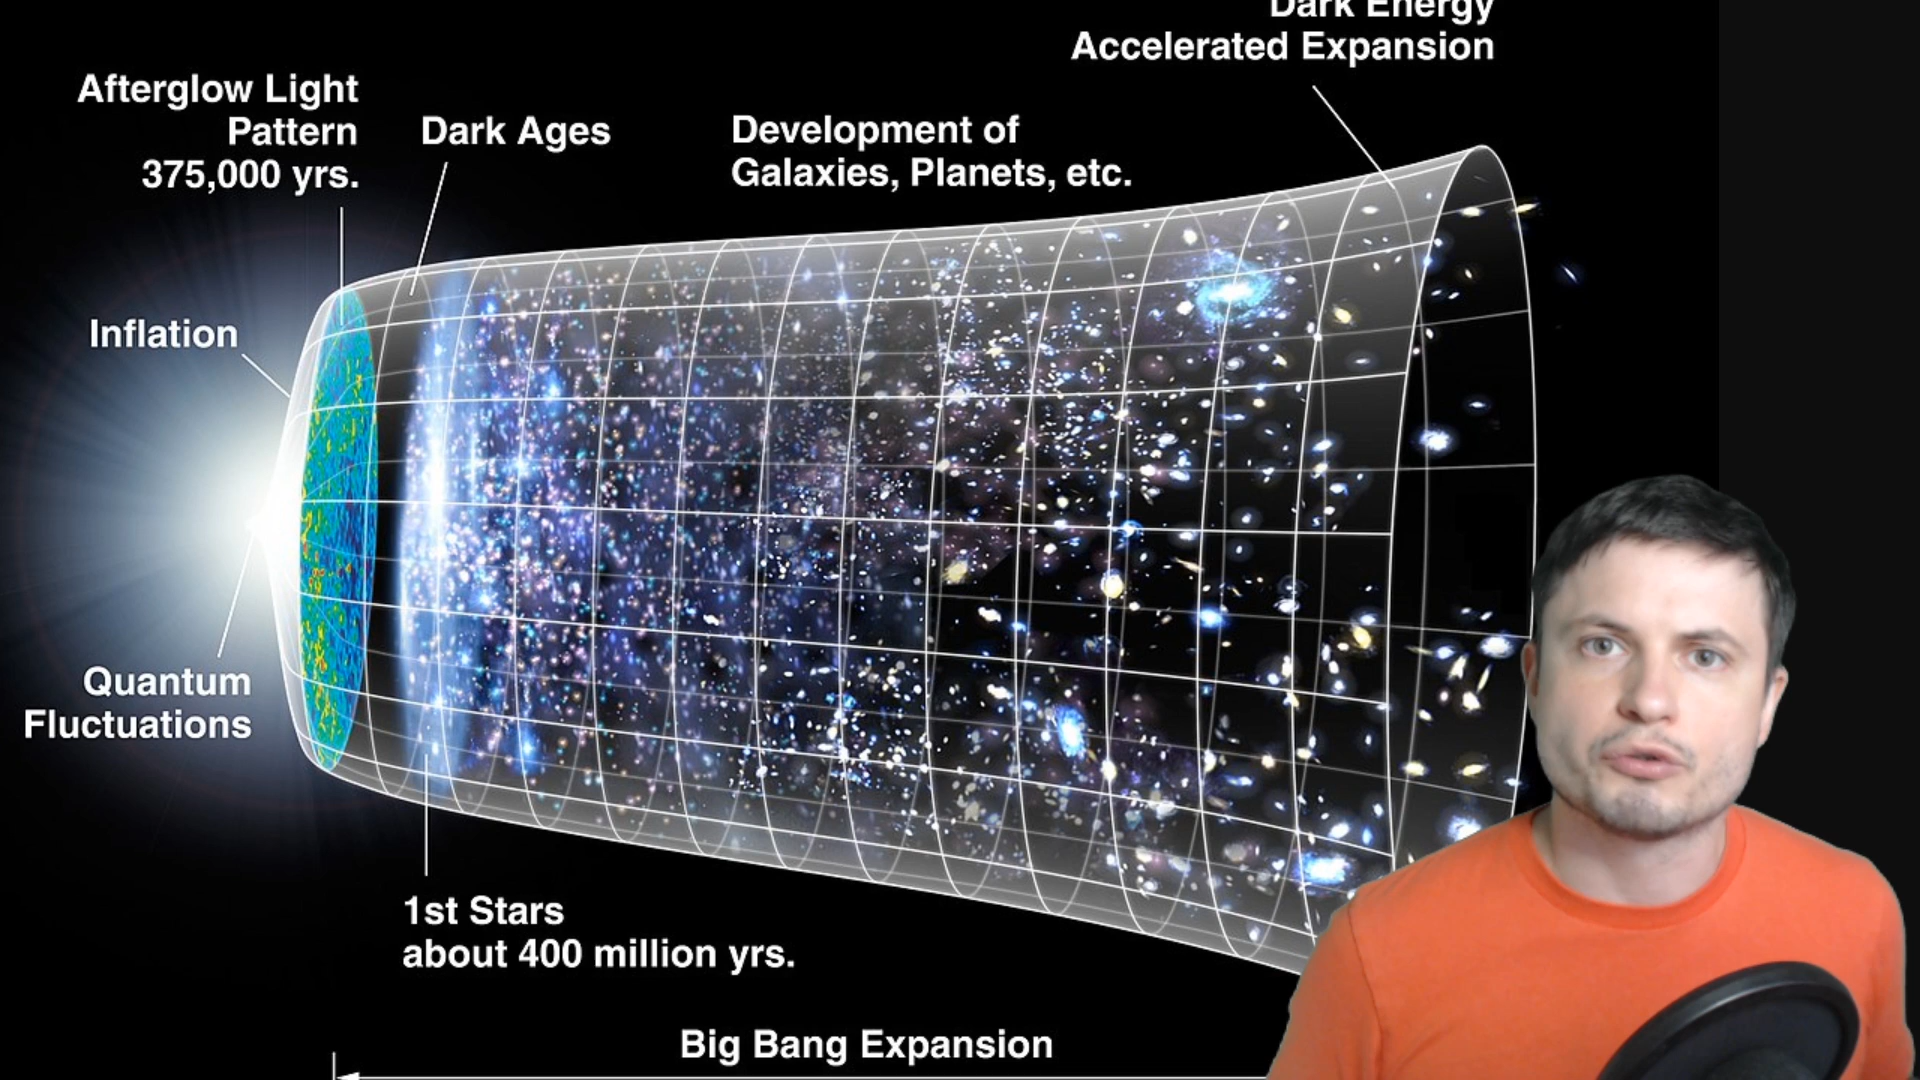 Dark Energy
Accelerated Expansion
Afterglow Light
Pattern
375,000 yrs.
Dark Ages
Development of
Galaxies, Planets, etc.
Inflation
Quantum
Fluctuations
1st Stars
about 400 million yrs.
Big Bang Expansion